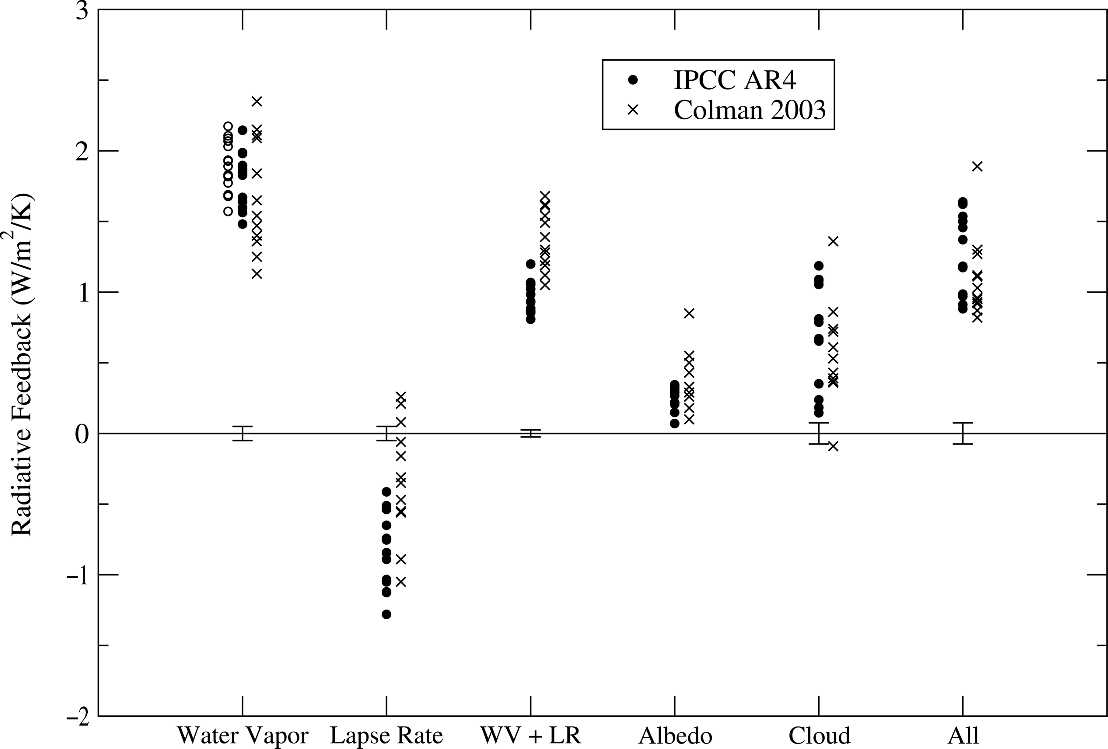 3
2
1
0
−1
−2
Radiative Feedback (W/m²/K)
IPCC AR4
Colman 2003
Water Vapor
Lapse Rate
WV + LR
Albedo
Cloud
All